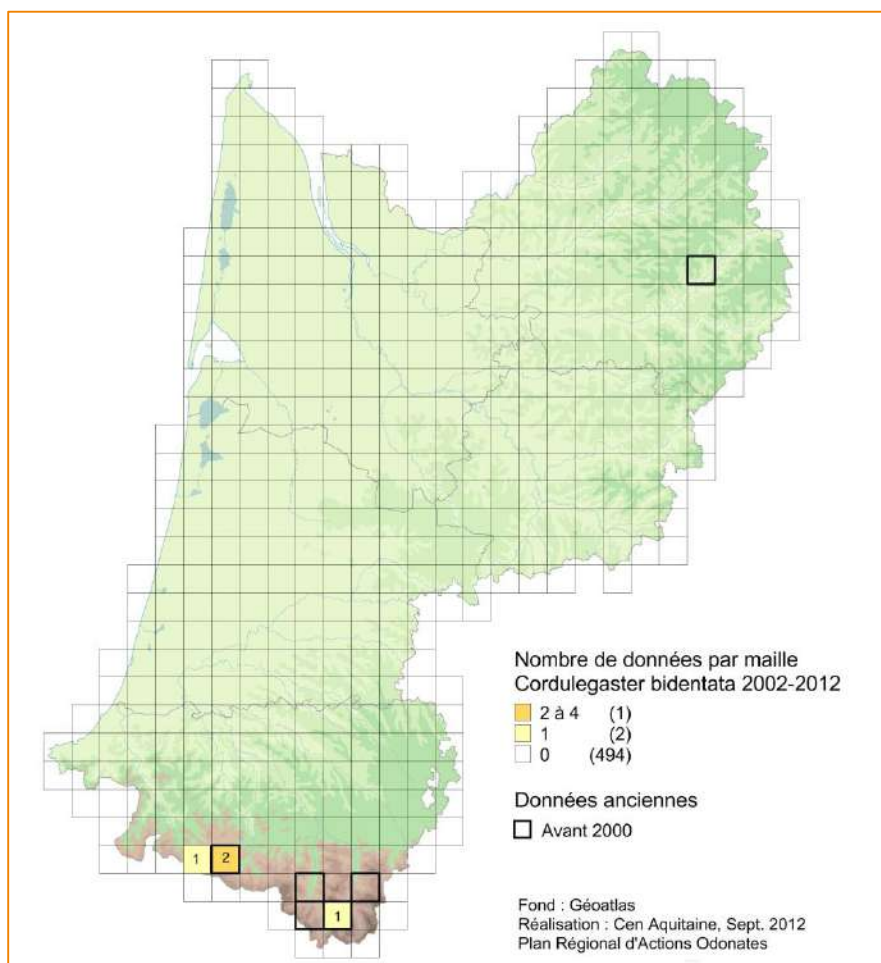 1
2
1
Nombre de données par maille
Cordulegaster bidentata 2002-2012
2 à 4 (1)
1 (2)
0 (494)
Données anciennes
Avant 2000
Fond : Géoatlas
Réalisation : Cen Aquitaine, Sept. 2012
Plan Régional d'Actions Odonates